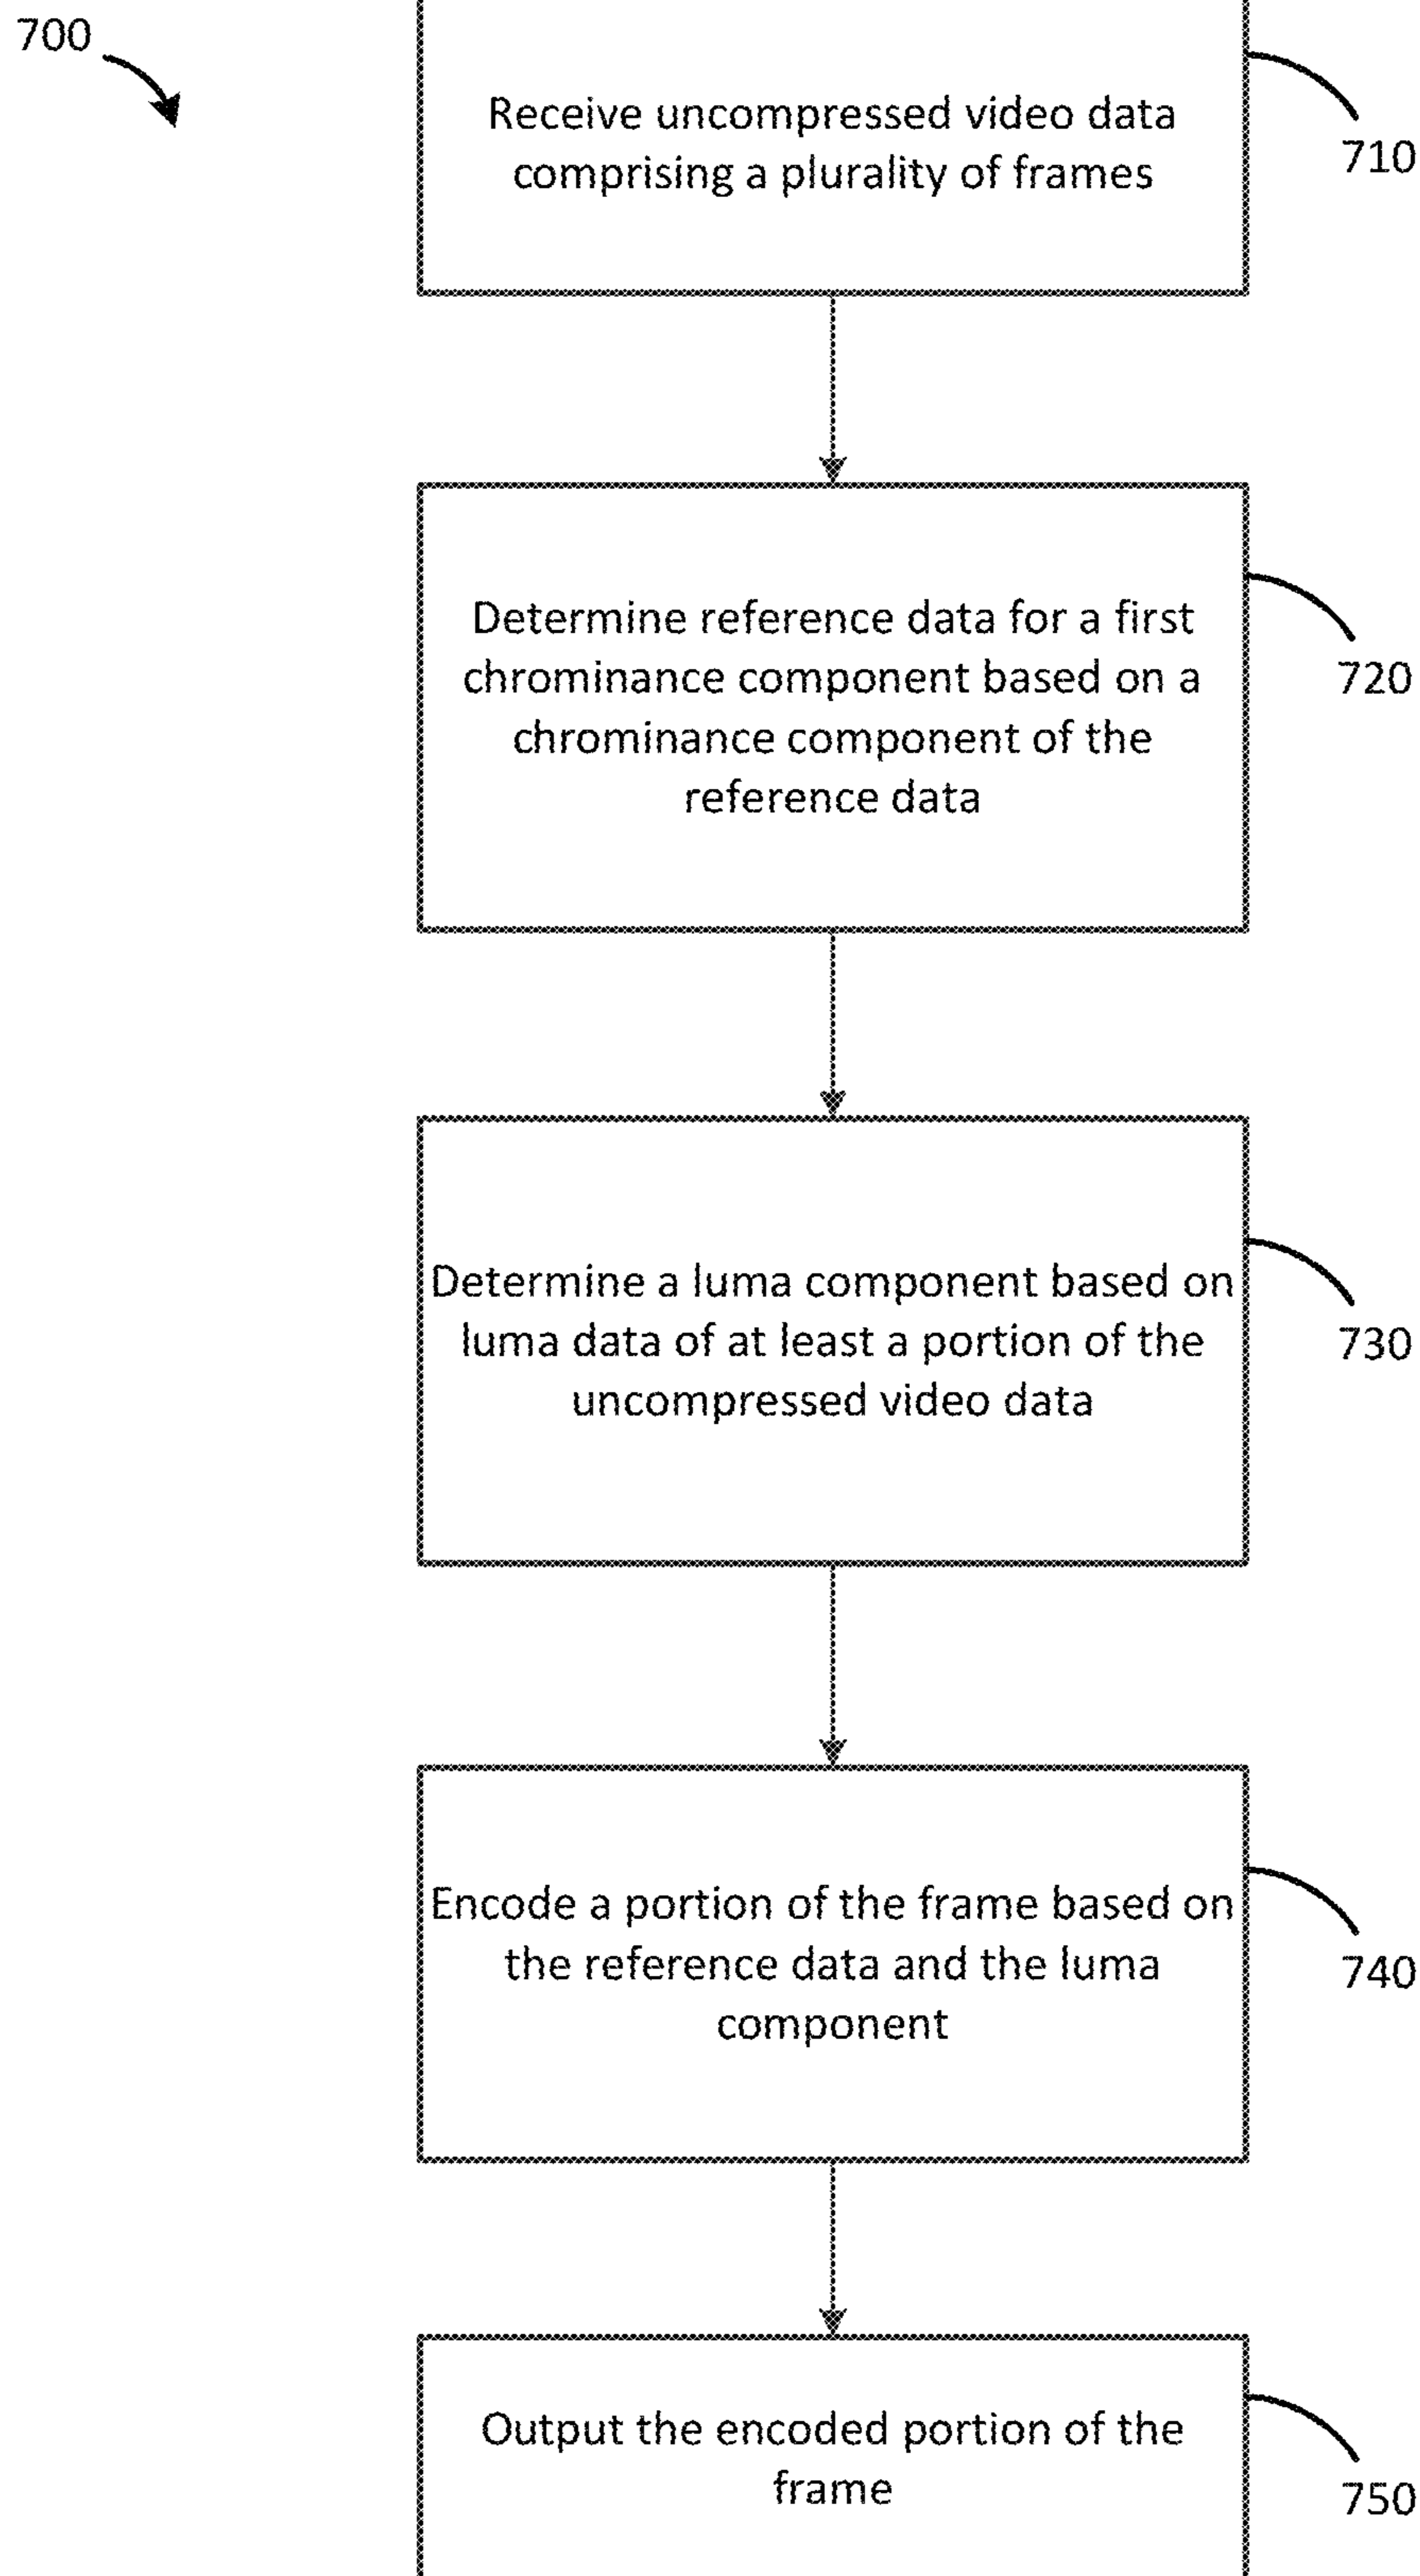 700
Receive uncompressed video data
comprising a plurality of frames
710
Determine reference data for a first
chrominance component based on a
chrominance component of the
reference data
720
Determine a luma component based on
luma data of at least a portion of the
uncompressed video data
730
Encode a portion of the frame based on
the reference data and the luma
component
740
Output the encoded portion of the
frame
750